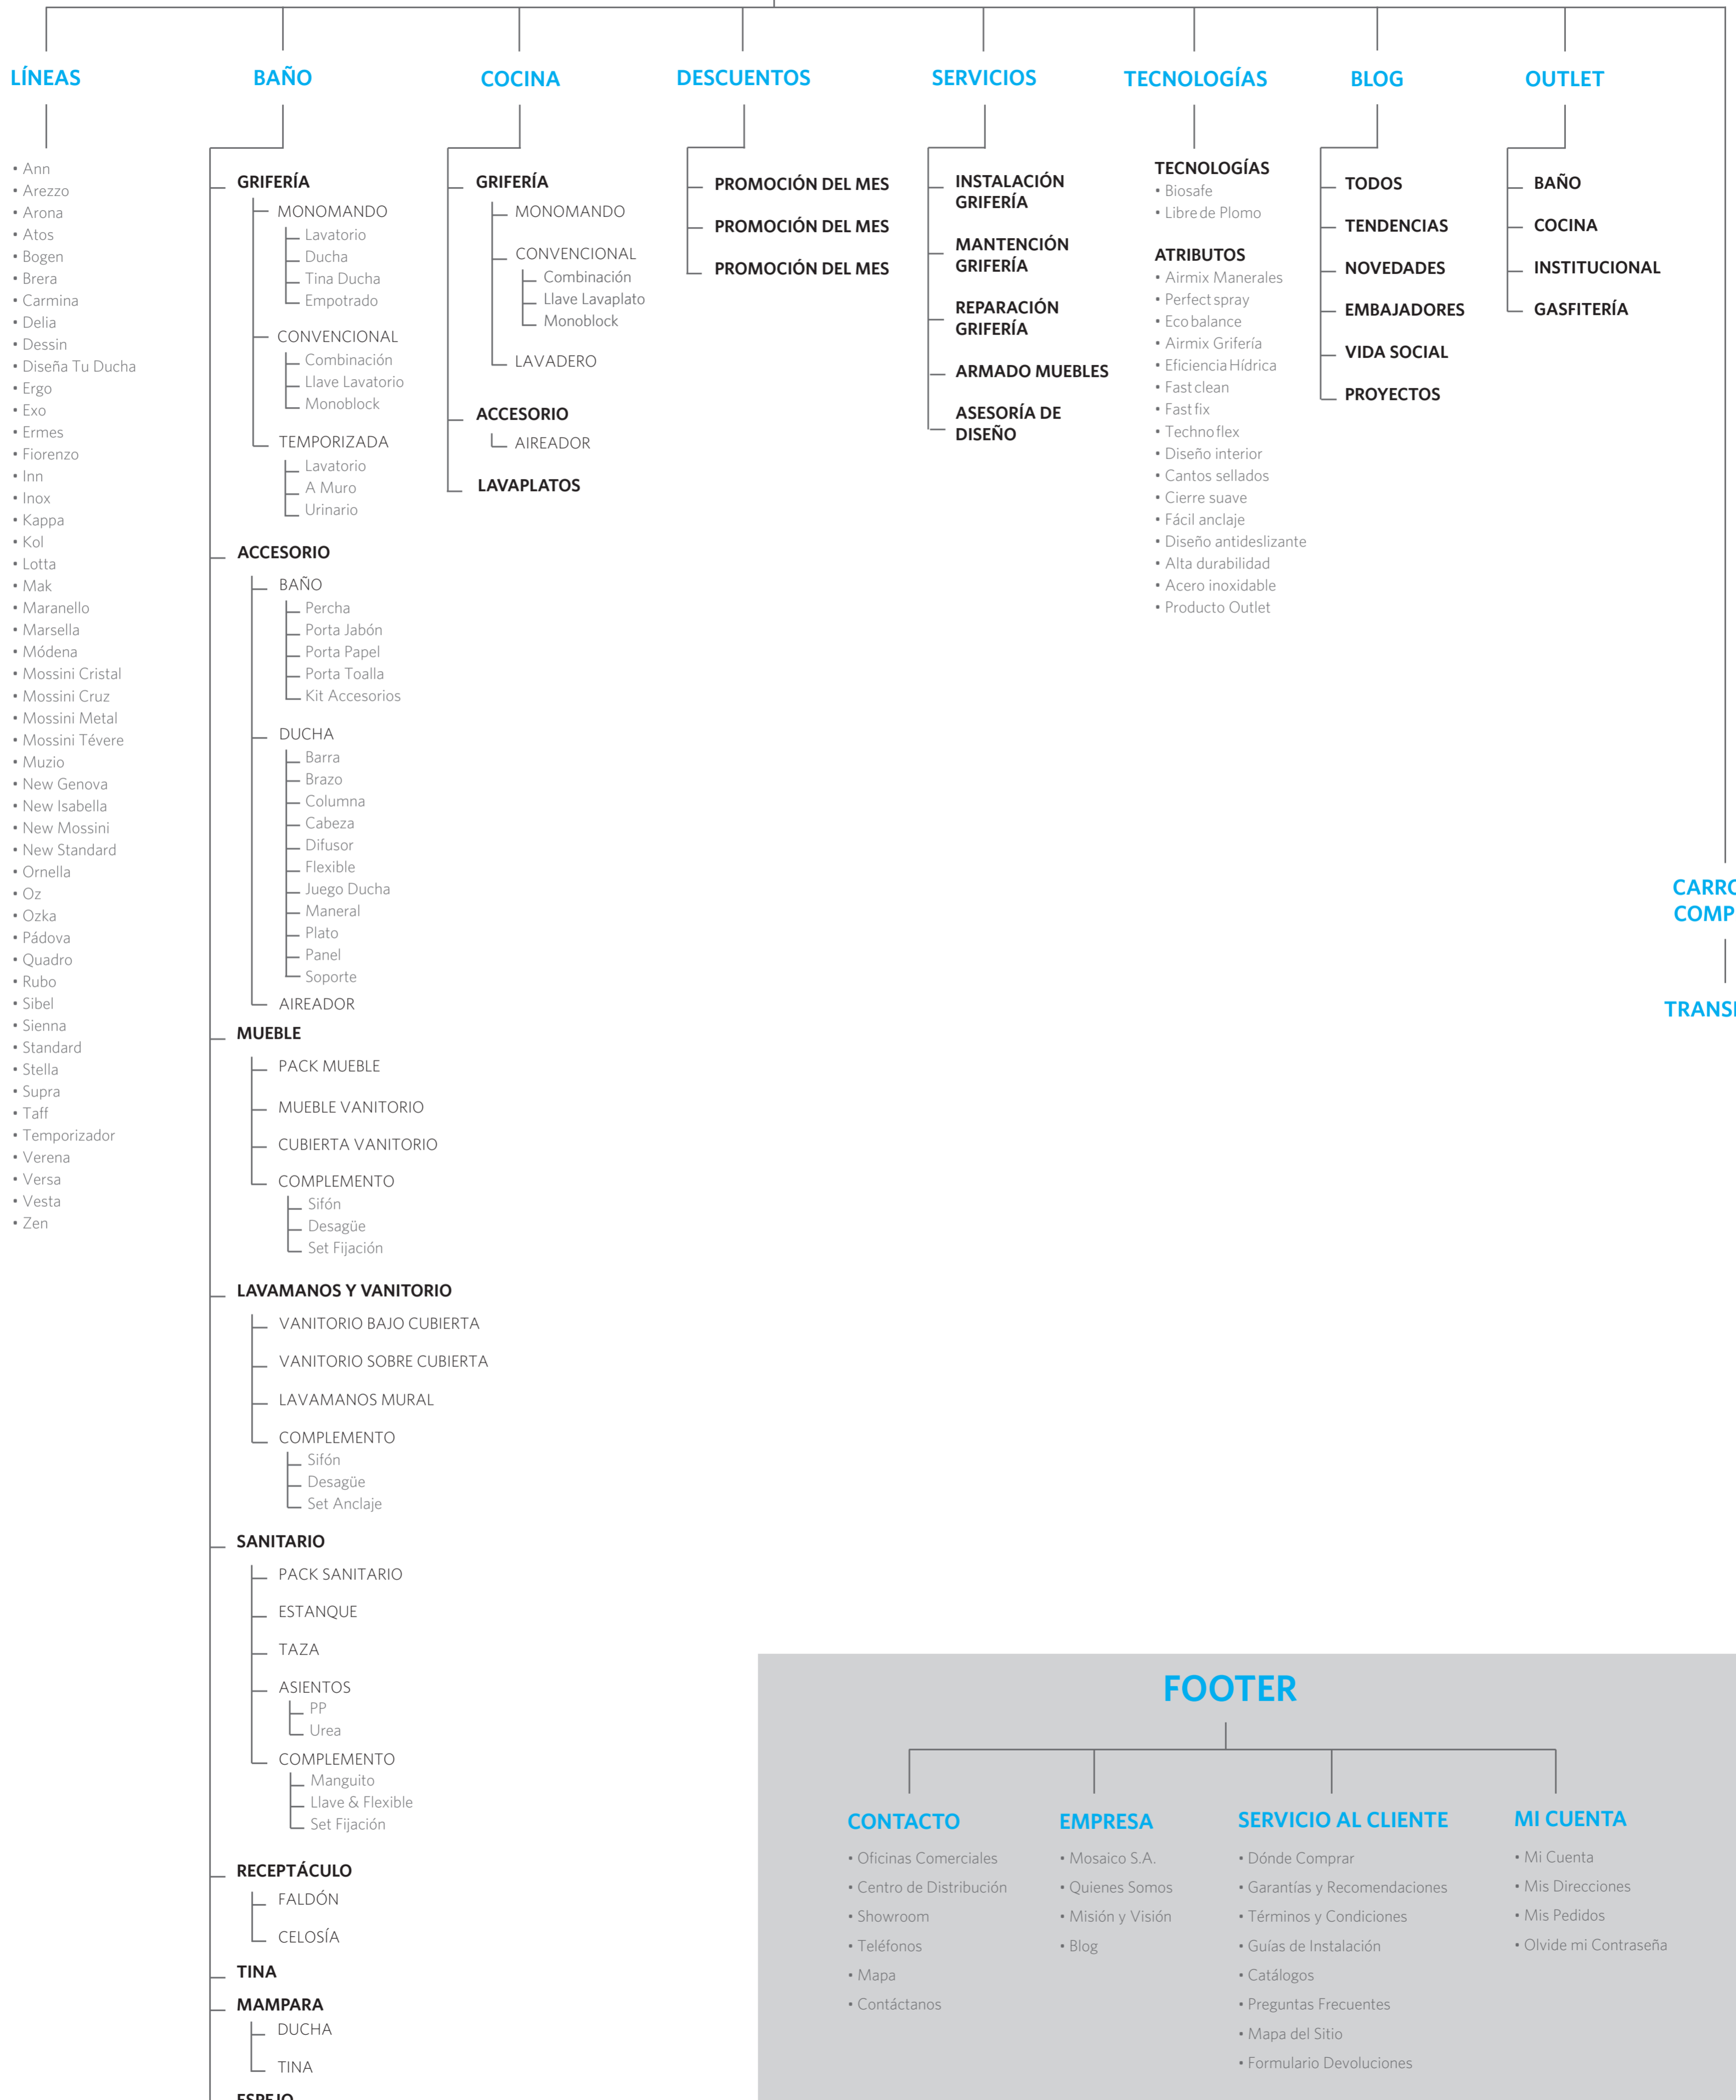 LÍNEAS
• Ann
• Arezzo
• Arona
• Atos
• Bogen
• Brera
• Carmina
• Delia
• Dessin
• Diseña Tu Ducha
• Ergo
• Exo
• Ermes
• Fiorenzo
• Inn
• Inox
• Kappa
• Kol
• Lotta
• Mak
• Maranello
• Marsella
• Módena
• Mossini Cristal
• Mossini Cruz
• Mossini Metal
• Mossini Tévere
• Muzio
• New Genova
• New Isabella
• New Mossini
• New Standard
• Ornella
• Oz
• Ozka
• Pádova
• Quadro
• Rubo
• Sibel
• Sienna
• Standard
• Stella
• Supra
• Taff
• Temporizador
• Verena
• Versa
• Vesta
• Zen
BAÑO
GRIFERÍA
MONOMANDO
Lavatorio
Ducha
Tina Ducha
Empotrado
CONVENCIONAL
Combinación
Llave Lavatorio
Monoblock
TEMPORIZADA
Lavatorio
A Muro
Urinario
ACCESORIO
BAÑO
Percha
Porta Jabón
Porta Papel
Porta Toalla
Kit Accesorios
DUCHA
Barra
Brazo
Columna
Cabeza
Difusor
Flexible
Juego Ducha
Maneral
Plato
Panel
Soporte
AIREADOR
MUEBLE
PACK MUEBLE
MUEBLE VANITORIO
CUBIERTA VANITORIO
COMPLEMENTO
Sifón
Desagüe
Set Fijación
LAVAMANOS Y VANITORIO
VANITORIO BAJO CUBIERTA
VANITORIO SOBRE CUBIERTA
LAVAMANOS MURAL
COMPLEMENTO
Sifón
Desagüe
Set Anclaje
SANITARIO
PACK SANITARIO
ESTANQUE
TAZA
ASIENTOS
PP
Urea
COMPLEMENTO
Manguito
Llave & Flexible
Set Fijación
RECEPTÁCULO
FALDÓN
CELOSÍA
TINA
MAMPARA
DUCHA
TINA
ESPEJO
COCINA
GRIFERÍA
MONOMANDO
CONVENCIONAL
Combinación
Llave Lavaplato
Monoblock
LAVADERO
ACCESORIO
AIREADOR
LAVAPLATOS
DESCUENTOS
PROMOCIÓN DEL MES
PROMOCIÓN DEL MES
PROMOCIÓN DEL MES
SERVICIOS
INSTALACIÓN
GRIFERÍA
MANTENCIÓN
GRIFERÍA
REPARACIÓN
GRIFERÍA
ARMADO MUEBLES
ASESORÍA DE
DISEÑO
TECNOLOGÍAS
TECNOLOGÍAS
• Biosafe
• Libre de Plomo
ATRIBUTOS
• Airmix Manerales
• Perfect spray
• Eco balance
• Airmix Grifería
• Eficiencia Hídrica
• Fast clean
• Fast fix
• Techno flex
• Diseño interior
• Cantos sellados
• Cierre suave
• Fácil anclaje
• Diseño antideslizante
• Alta durabilidad
• Acero inoxidable
• Producto Outlet
BLOG
TODOS
TENDENCIAS
NOVEDADES
EMBAJADORES
VIDA SOCIAL
PROYECTOS
OUTLET
BAÑO
COCINA
INSTITUCIONAL
GASFITERÍA
CARRO
COMP
FOOTER
CONTACTO
• Oficinas Comerciales
• Centro de Distribución
• Showroom
• Teléfonos
• Mapa
• Contáctanos
EMPRESA
• Mosaico S.A.
• Quienes Somos
• Misión y Visión
• Blog
SERVICIO AL CLIENTE
• Dónde Comprar
• Garantías y Recomendaciones
• Términos y Condiciones
• Guías de Instalación
• Catálogos
• Preguntas Frecuentes
• Mapa del Sitio
• Formulario Devoluciones
MI CUENTA
• Mi Cuenta
• Mis Direcciones
• Mis Pedidos
• Olvide mi Contraseña